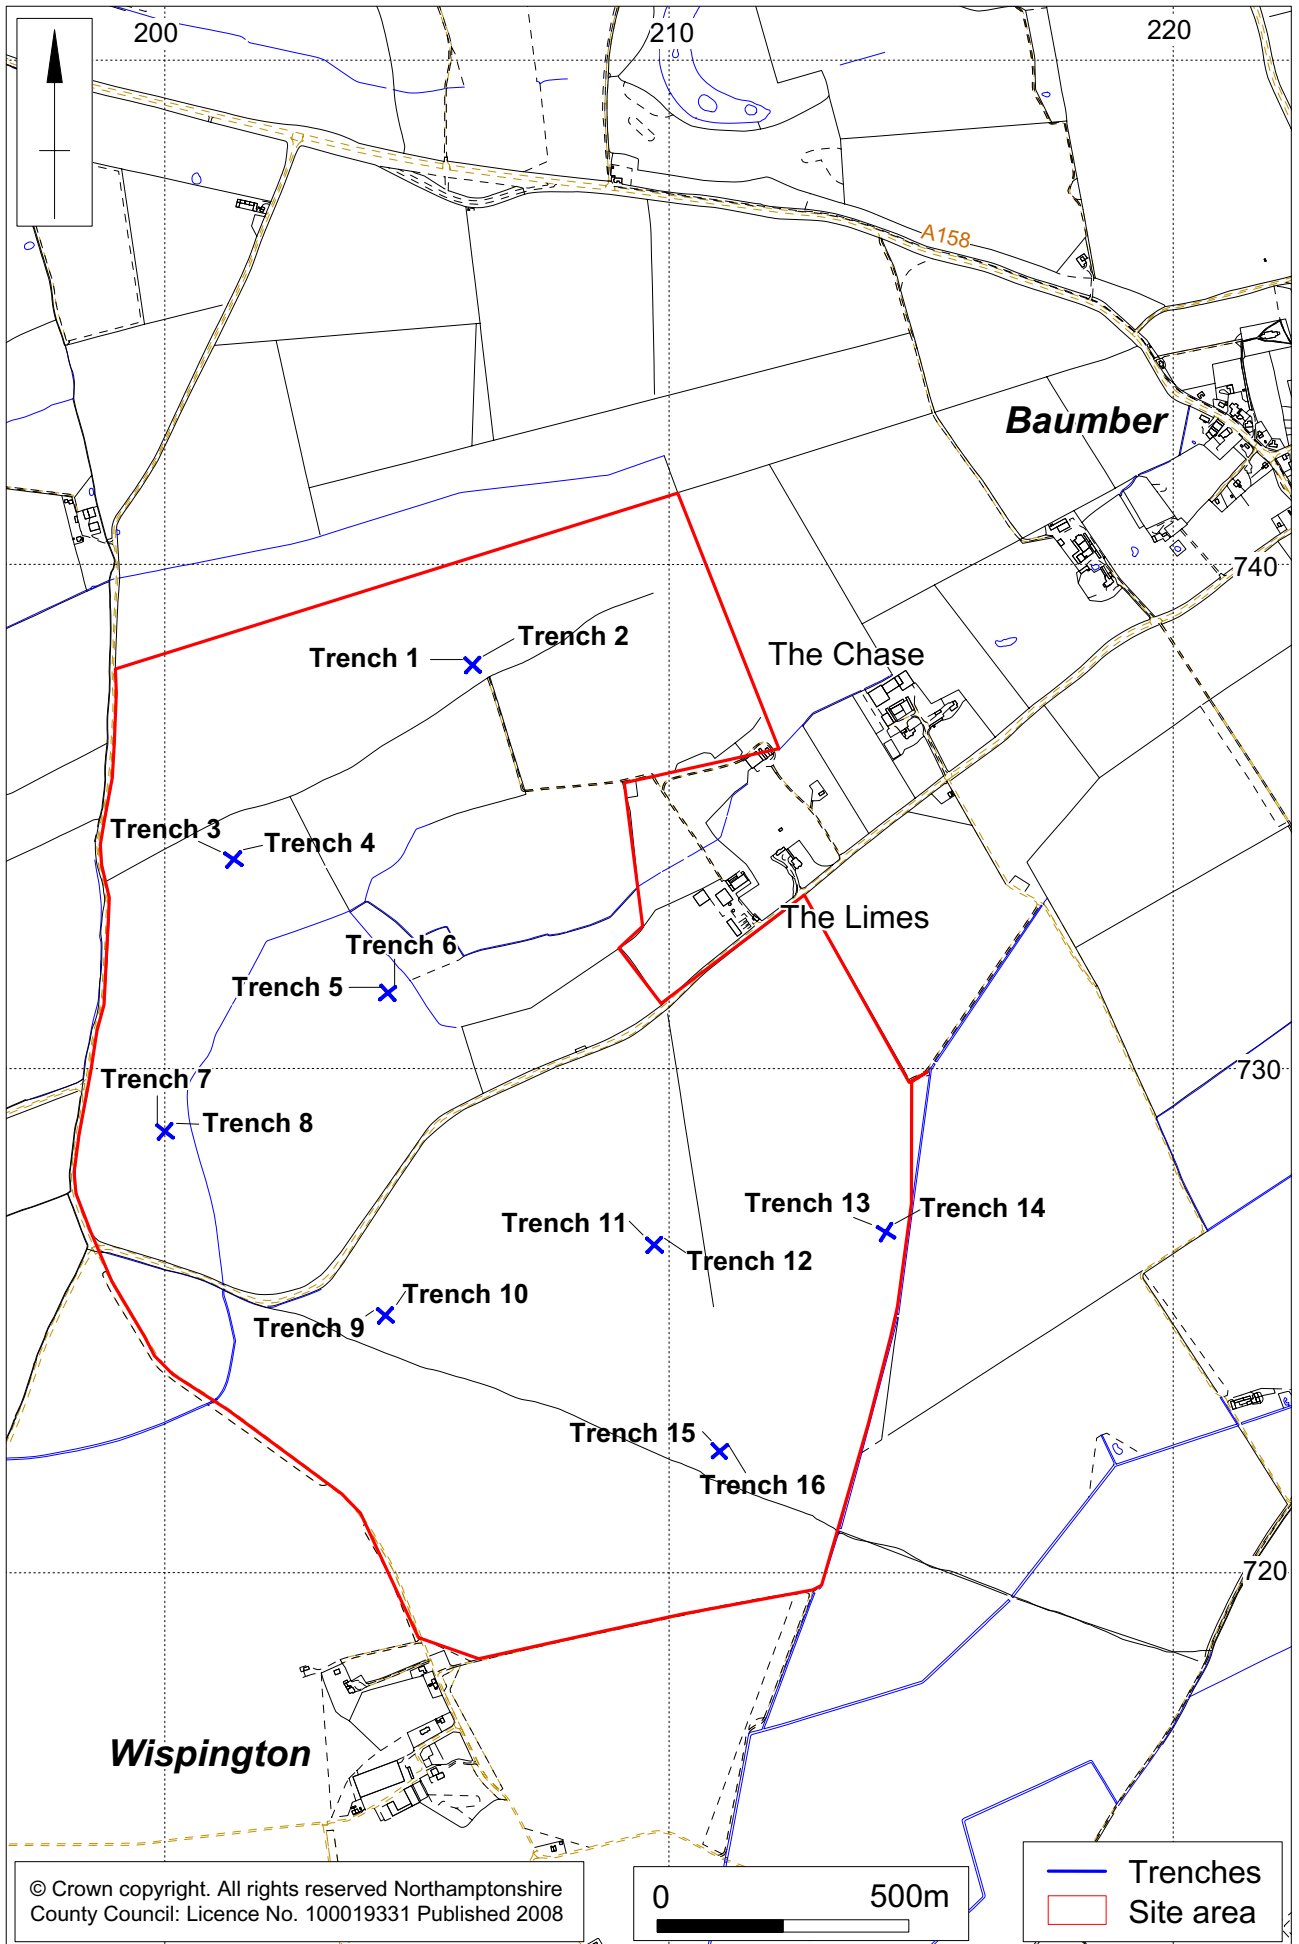 200
210
220
A158
Baumber
740
Trench 2
Trench 1
The Chase
Trench 3
Trench 4
The Limes
Trench 6
Trench 5
730
Trench 7
Trench 8
Trench 13
Trench 14
Trench 11
Trench 12
Trench 10
Trench 9
Trench 15
Trench 16
720
Wispington
© Crown copyright. All rights reserved Northamptonshire
County Council: Licence No. 100019331 Published 2008
0 500m
Trenches
Site area